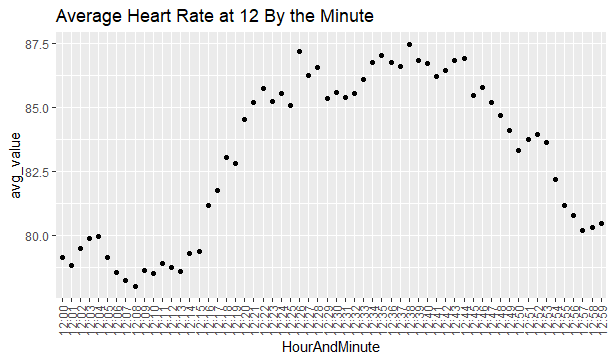 Average Heart Rate at 12 By the Minute
87.5
85.0
82.5
80.0
avg_value
12:00 12:01 12:02 12:03 12:04 12:05 12:06 12:07 12:08 12:09 12:10 12:11 12:12 12:13 12:14 12:15 12:16 12:17 12:18 12:19 12:20 12:21 12:22 12:23 12:24 12:25 12:26 12:27 12:28 12:29 12:30 12:31 12:32 12:33 12:34 12:35 12:36 12:37 12:38 12:39 12:40 12:41 12:42 12:43 12:44 12:45 12:46 12:47 12:48 12:49 12:50 12:51 12:52 12:53 12:54 12:55 12:56 12:57 12:58 12:59
HourAndMinute